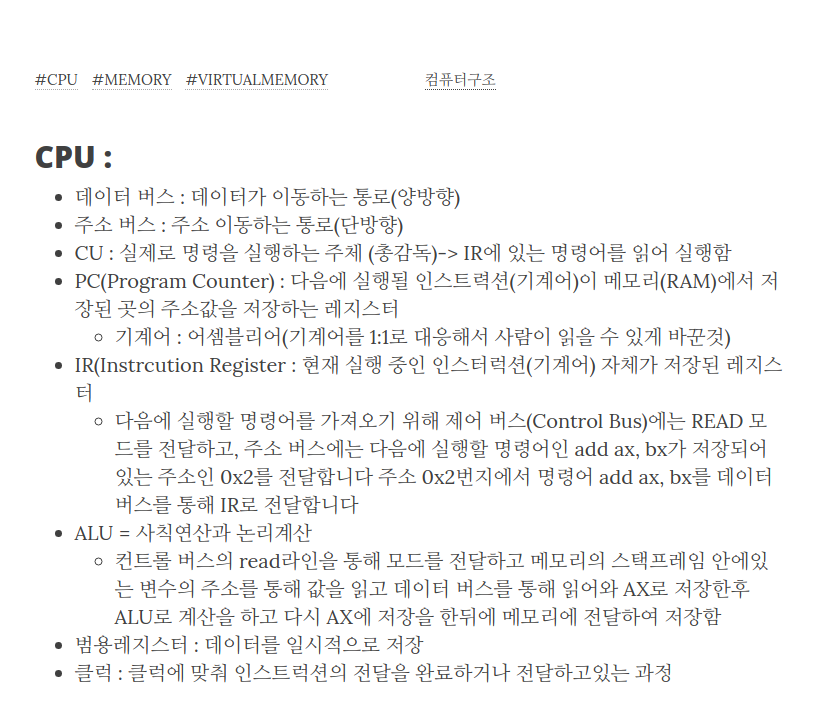 #CPU #MEMORY #VIRTUALMEMORY 컴퓨터구조
CPU :
데이터 버스 : 데이터가 이동하는 통로(양방향)
주소 버스 : 주소 이동하는 통로(단방향)
CU : 실제로 명령을 실행하는 주체 (총감독)-> IR에 있는 명령어를 읽어 실행함
PC(Program Counter) : 다음에 실행될 인스트력션(기계어)이 메모리(RAM)에서 저
장된 곳의 주소값을 저장하는 레지스터
기계어 : 어셈블리어(기계어를 1:1로 대응해서 사람이 읽을 수 있게 바꾼것)
IR(Instrcution Register : 현재 실행 중인 인스터럭션(기계어) 자체가 저장된 레지스
터
다음에 실행할 명령어를 가져오기 위해 제어 버스(Control Bus)에는 READ 모
드를 전달하고, 주소 버스에는 다음에 실행할 명령어인 add ax, bx가 저장되어
있는 주소인 0x2를 전달합니다 주소 0x2번지에서 명령어 add ax, bx를 데이터
버스를 통해 IR로 전달합니다
ALU = 사칙연산과 논리계산
컨트롤 버스의 read라인을 통해 모드를 전달하고 메모리의 스택프레임 안에있
는 변수의 주소를 통해 값을 읽고 데이터 버스를 통해 읽어와 AX로 저장한후
ALU로 계산을 하고 다시 AX에 저장을 한뒤에 메모리에 전달하여 저장함
범용레지스터 : 데이터를 일시적으로 저장
클럭 : 클럭에 맞춰 인스트럭션의 전달을 완료하거나 전달하고있는 과정